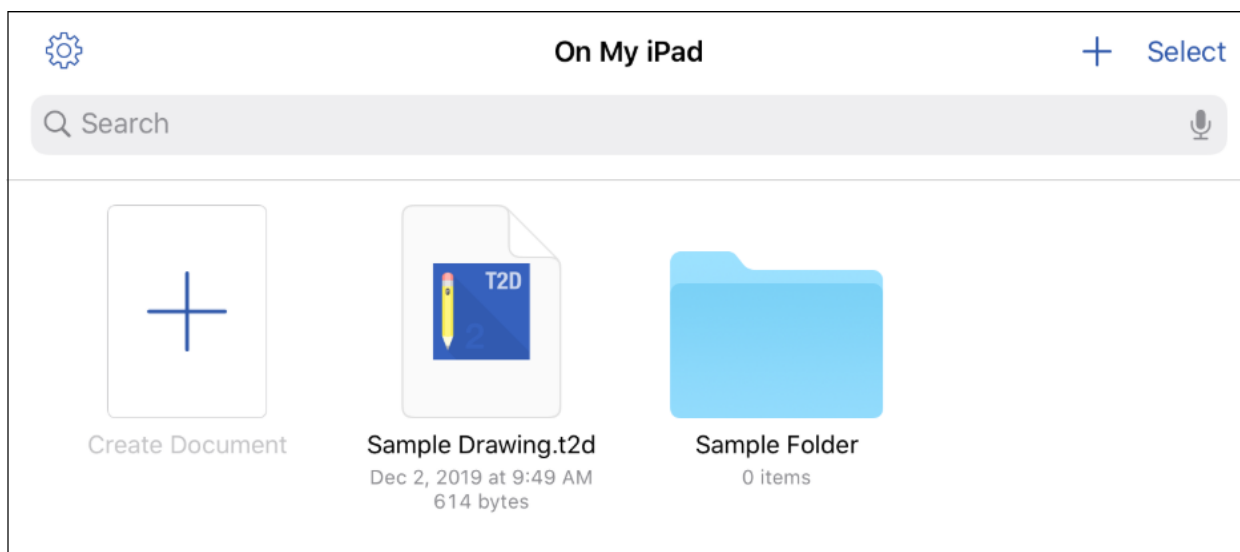 On My iPad
Select
Search
T2D
2
Create Document
Sample Drawing.t2d
Sample Folder
Dec 2, 2019 at 9:49 AM
0 items
614 bytes